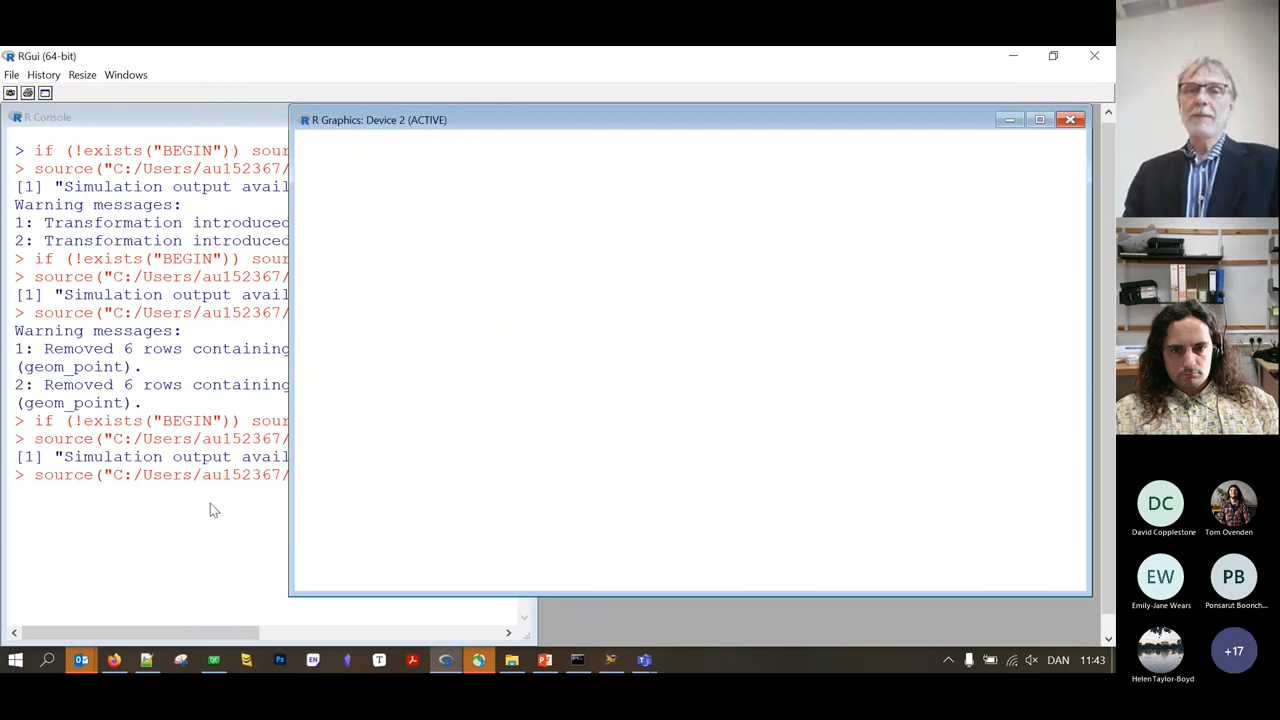 RGui (64-bit)
File History Resize Windows
R Console
> if (!exists("BEGIN")) sour
> source("C:/Users/au152367/
[1] "Simulation output avail
Warning messages:
1: Transformation introduced
2: Transformation introduced
> if (!exists("BEGIN")) sour
> source("C:/Users/au152367/
[1] "Simulation output avail
> source("C:/Users/au152367/
Warning messages:
1: Removed 6 rows containing
(geom_point).
2: Removed 6 rows containing
(geom_point).
> if (!exists("BEGIN")) sour
> source("C:/Users/au152367/
[1] "Simulation output avail
> source("C:/Users/au152367/
R Graphics: Device 2 (ACTIVE)
DC
David Copplestone
Tom Ovenden
EW
PB
Emily-Jane Wears
Ponsarut Boonch...
+17
Helen Taylor-Boyd
EN
T
DAN
11:43